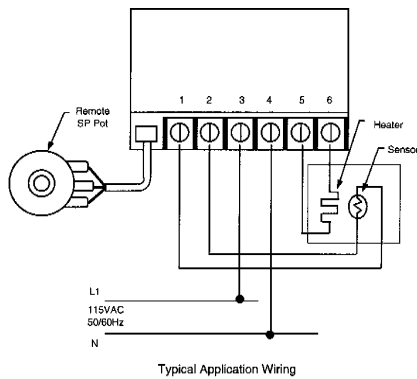 1 2 3 4 5 6
Remote
SP Pot
Heater
Sensor
L1
115VAC
50/60Hz
N
Typical Application Wiring